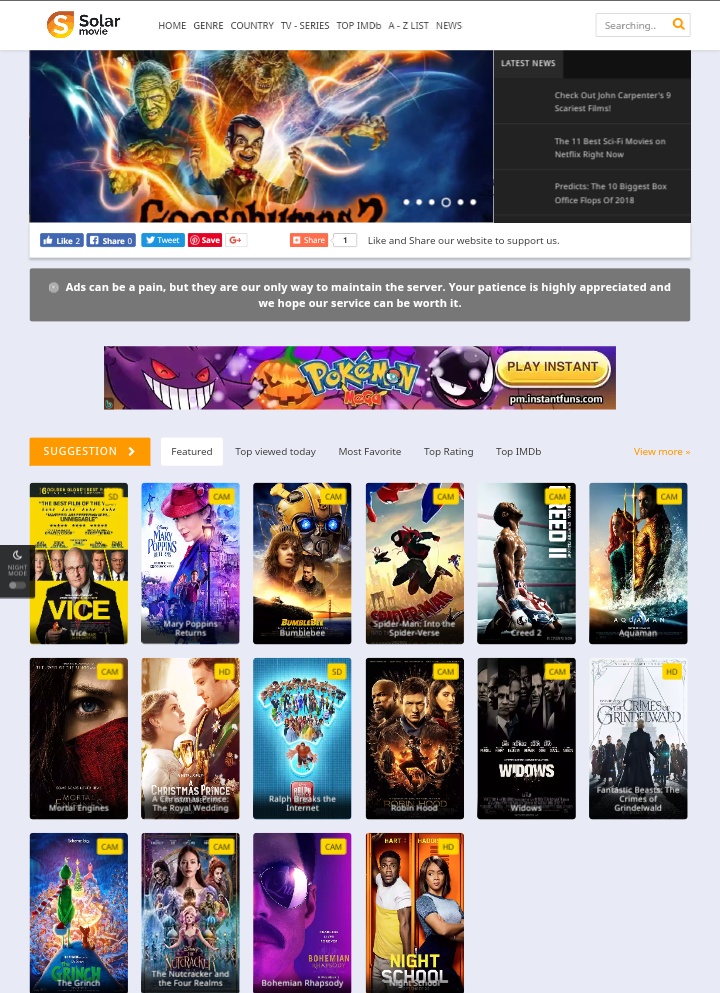 Solar
movie
HOME GENRE COUNTRY TV - SERIES TOP IMDb A - Z LIST NEWS
Searching..
LATEST NEWS
Check Out John Carpenter's 9
Scariest Films!
The 11 Best Sci-Fi Movies on
Netflix Right Now
Predicts: The 10 Biggest Box
Office Flops Of 2018
Goosebumps 2
Like 2 Share 0 Tweet Save G+ Share 1 Like and Share our website to support us.
Ads can be a pain, but they are our only way to maintain the server. Your patience is highly appreciated and
we hope our service can be worth it.
POKéMON
MeGa
PLAY INSTANT
pm.instantfuns.com
SUGGESTION Featured Top viewed today Most Favorite Top Rating Top IMDb View more »
SD CAM CAM CAM CAM CAM
"THE BEST FILM OF THE Y
UNMISSABLE"
VICE
Vice
MARY
POPPINS
Mary Poppins
Returns
BUMBLEBEE
Bumblebee
SPIDER-MAN
Spider-Man: Into the
Spider-Verse
CREED II
Creed 2
AQUAMAN
Aquaman
NIGHT
MODE
CAM HD SD CAM CAM HD
MORTAL
Mortal Engines
A
CHRISTMAS PRINCE
A Christmas Prince:
The Royal Wedding
RALPH
Ralph Breaks the
Internet
ROBIN HOOD
Robin Hood
WIDOWS
Widows
THE CRIMES OF
GRINDELWALD
Fantastic Beasts: The
Crimes of
Grindelwald
CAM CAM CAM HD
The
GRINCH
The Grinch
Disney
THE
NUTCRACKER
The Nutcracker and
the Four Realms
BOHEMIAN
RHAPSODY
Bohemian Rhapsody
HART HADDIS
NIGHT
SCHOOL
Night School